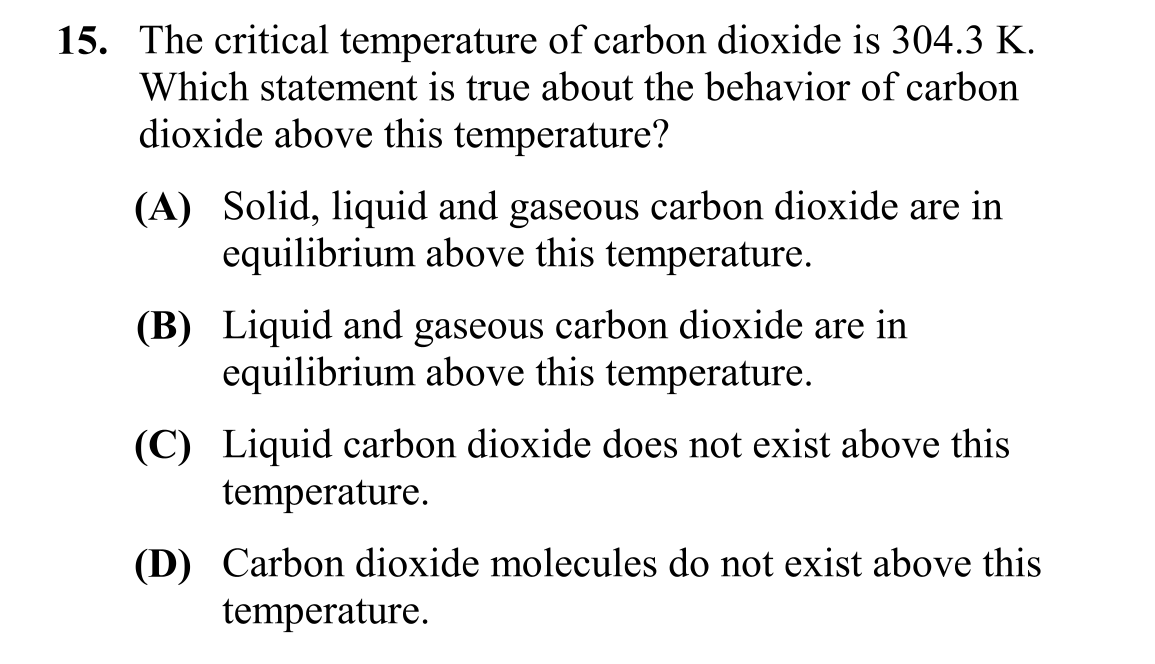 15. The critical temperature of carbon dioxide is 304.3 K.
Which statement is true about the behavior of carbon
dioxide above this temperature?
(A) Solid, liquid and gaseous carbon dioxide are in
equilibrium above this temperature.
(B) Liquid and gaseous carbon dioxide are in
equilibrium above this temperature.
(C) Liquid carbon dioxide does not exist above this
temperature.
(D) Carbon dioxide molecules do not exist above this
temperature.